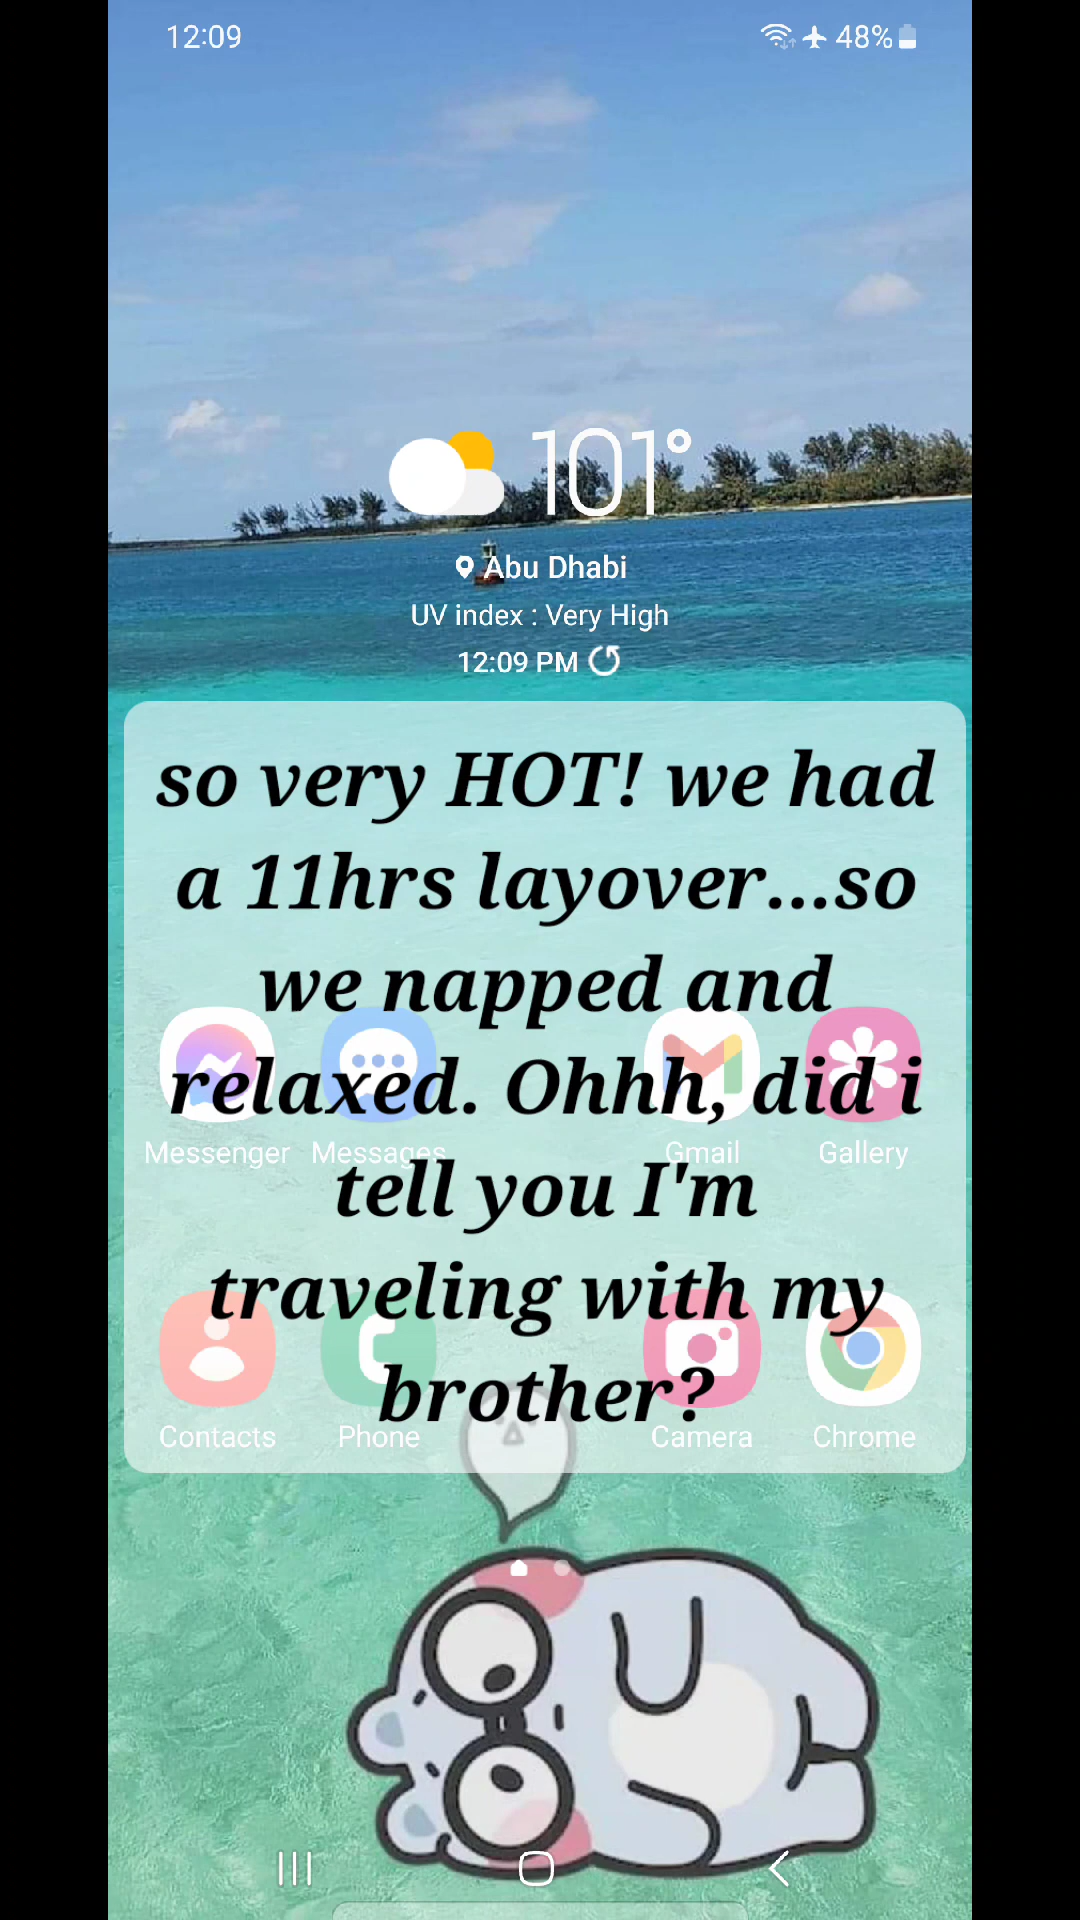 12:09 48%
101°
Abu Dhabi
UV index : Very High
12:09 PM
so very HOT! we had
a 11hrs layover...so
we napped and
relaxed. Ohhh, did i
tell you I'm
traveling with my
brother?
Messenger Messages Gmail Gallery
Contacts Phone Camera Chrome